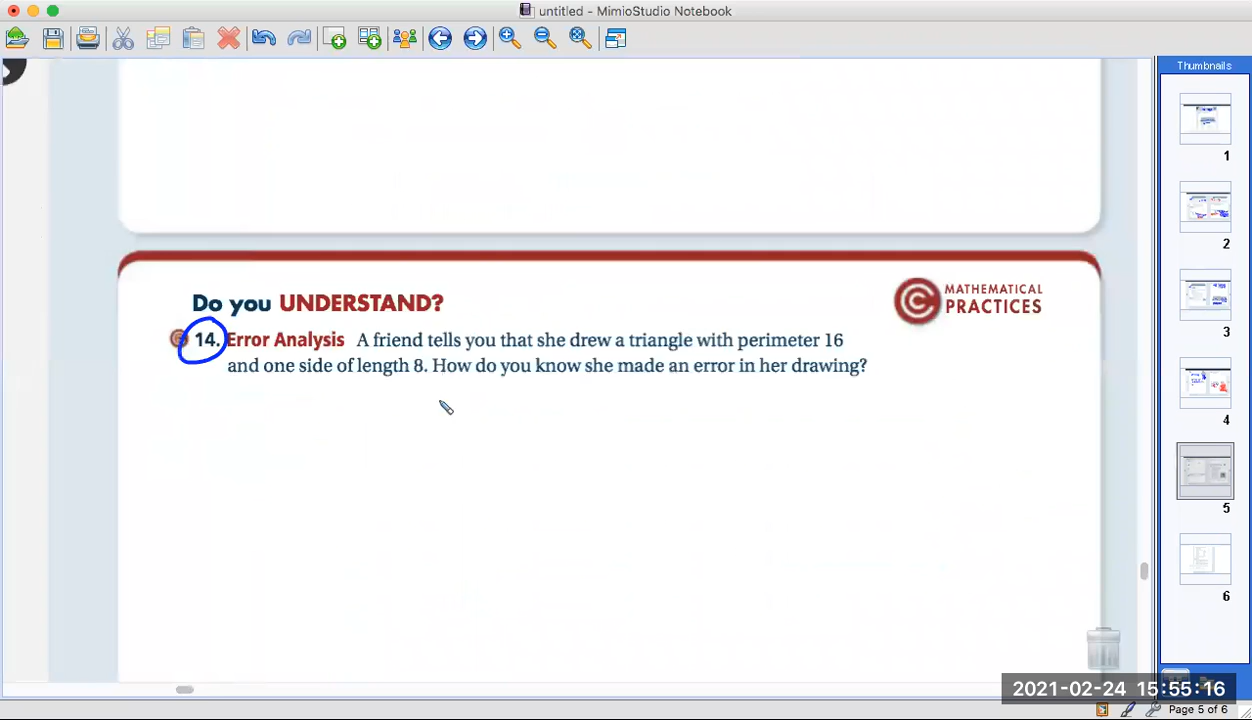 untitled - MimioStudio Notebook
Thumbnails
1
2
3
4
5
6
Do you UNDERSTAND?
MATHEMATICAL
PRACTICES
14. Error Analysis A friend tells you that she drew a triangle with perimeter 16
and one side of length 8. How do you know she made an error in her drawing?
2021-02-24 15:55:16
Page 5 of 6